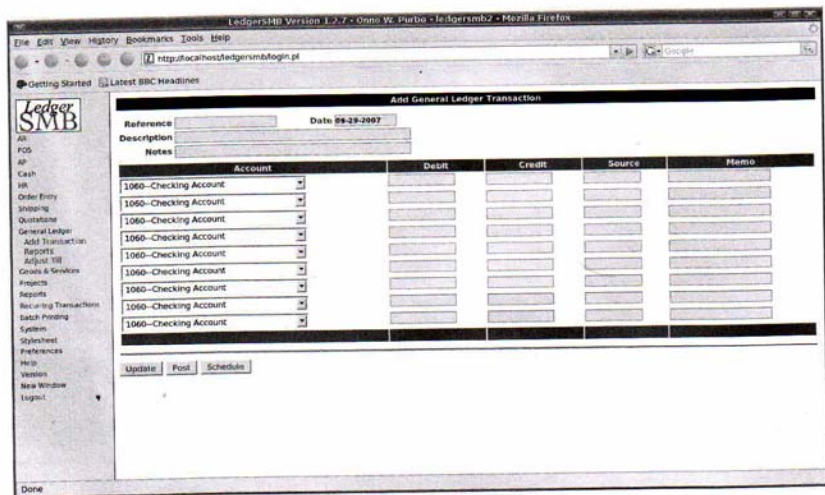 LedgerSMB Version 1.2.7 - Onno W. Purbo - ledgersmb2 - Mozilla Firefox
File Edit View History Bookmarks Tools Help
http://localhost/ledgersmb/login.pl
Google
Getting Started Latest BBC Headlines
Ledger
SMB
AR
POS
AP
Cash
HR
Order Entry
Shipping
Quotations
General Ledger
Add Transaction
Reports
Adjust Till
Goods & Services
Projects
Reports
Recurring Transactions
Batch Printing
System
Stylesheet
Preferences
Help
Version
New Window
Logout
Add General Ledger Transaction
Reference Date 09-29-2007
Description
Notes
Account Debit Credit Source Memo
1060--Checking Account
1060--Checking Account
1060--Checking Account
1060--Checking Account
1060--Checking Account
1060--Checking Account
1060--Checking Account
1060--Checking Account
1060--Checking Account
Update Post Schedule
Done